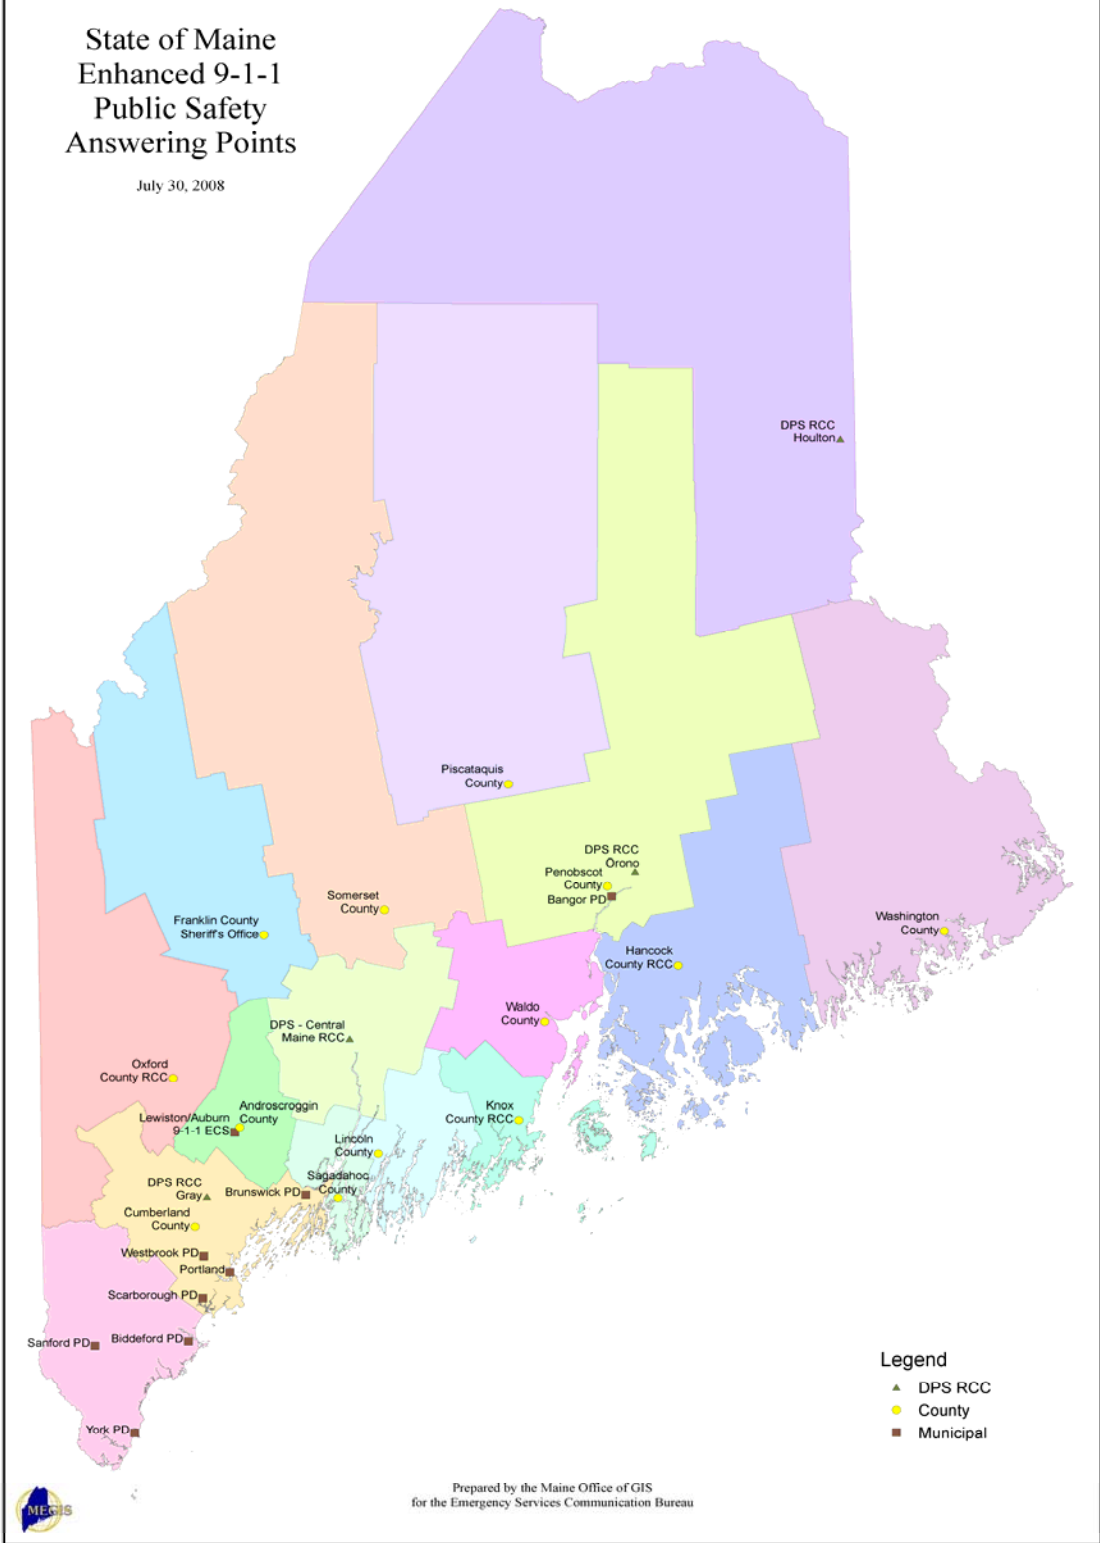 State of Maine
Enhanced 9-1-1
Public Safety
Answering Points
July 30, 2008
DPS RCC
Houlton
Piscataquis
County
DPS RCC
Orono
Penobscot
County
Bangor PD
Somerset
County
Franklin County
Sheriff's Office
Washington
County
Hancock
County RCC
Waldo
County
DPS - Central
Maine RCC
Oxford
County RCC
Androscroggin
County
Lewiston/Auburn
9-1-1 ECS
Knox
County RCC
Lincoln
County
Sagadahoc
County
DPS RCC
Gray
Brunswick PD
Cumberland
County
Westbrook PD
Portland
Scarborough PD
Sanford PD
Biddeford PD
York PD
Legend
DPS RCC
County
Municipal
Prepared by the Maine Office of GIS
for the Emergency Services Communication Bureau
MEGIS